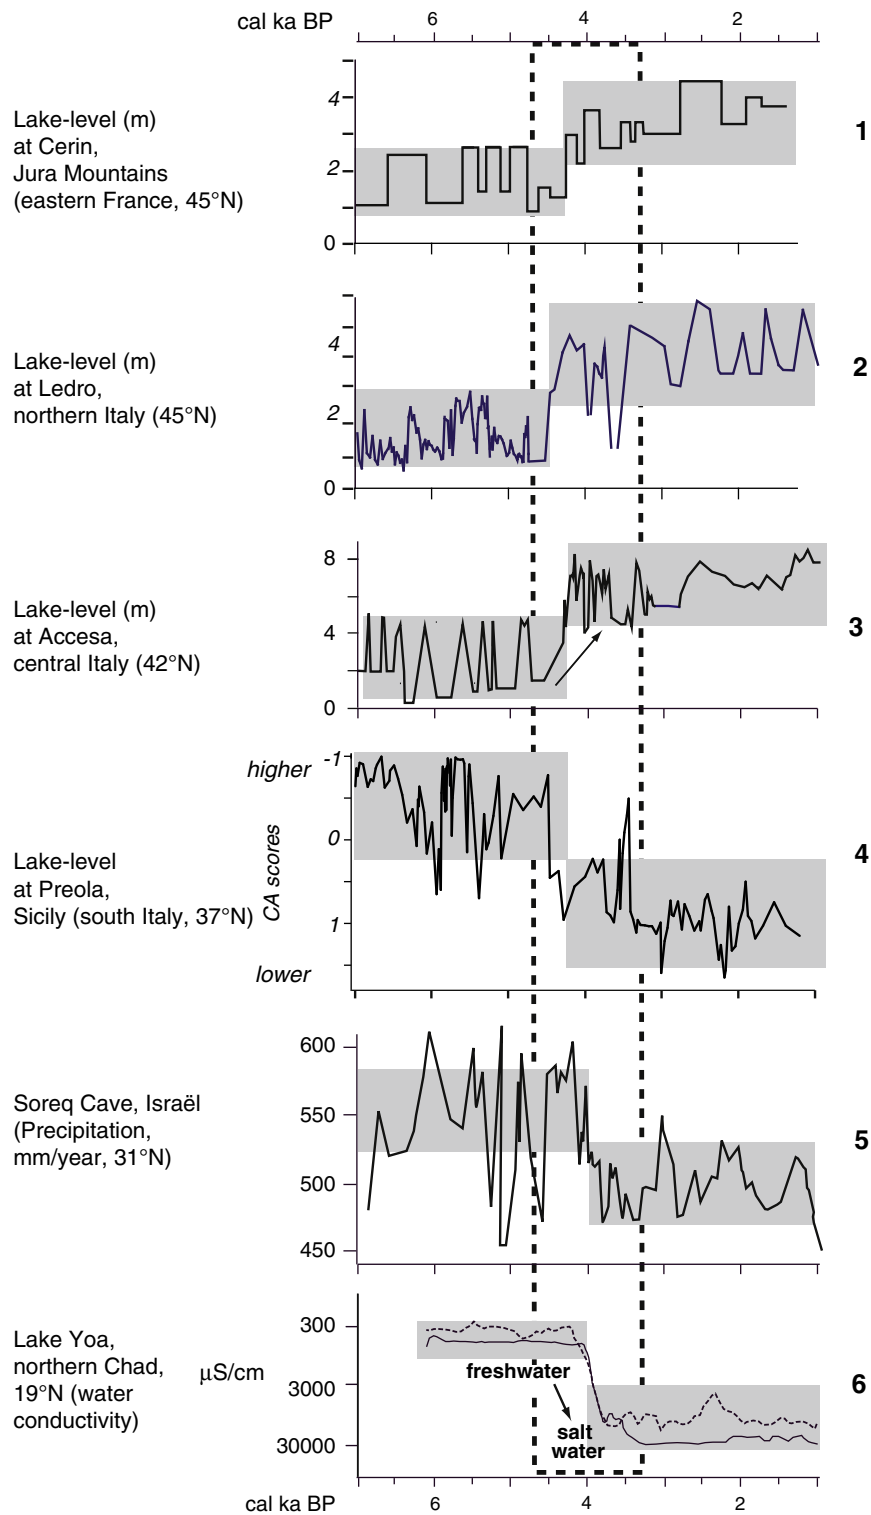 cal ka BP 6 4 2
Lake-level (m)
at Cerin,
Jura Mountains
(eastern France, 45°N)
4
2
0
1
Lake-level (m)
at Ledro,
northern Italy (45°N)
4
2
0
2
Lake-level (m)
at Accesa,
central Italy (42°N)
8
4
0
3
higher
-1
0
1
lower
CA scores
Lake-level
at Preola,
Sicily (south Italy, 37°N)
4
600
550
500
450
Soreq Cave, Israël
(Precipitation,
mm/year, 31°N)
5
Lake Yoa,
northern Chad,
19°N (water
conductivity)
µS/cm
300
3000
30000
freshwater
salt
water
6
cal ka BP 6 4 2